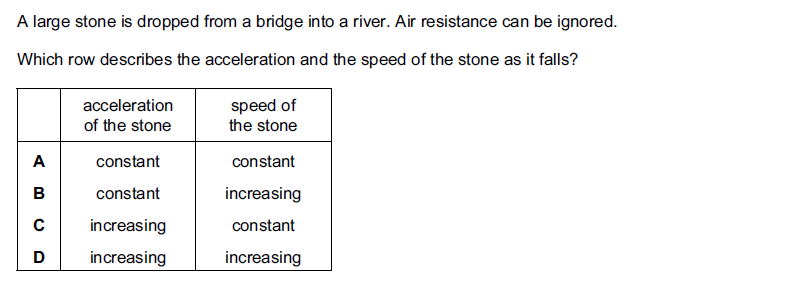 A large stone is dropped from a bridge into a river. Air resistance can be ignored.
Which row describes the acceleration and the speed of the stone as it falls?
acceleration of the stone | speed of the stone
A constant constant
B constant increasing
C increasing constant
D increasing increasing